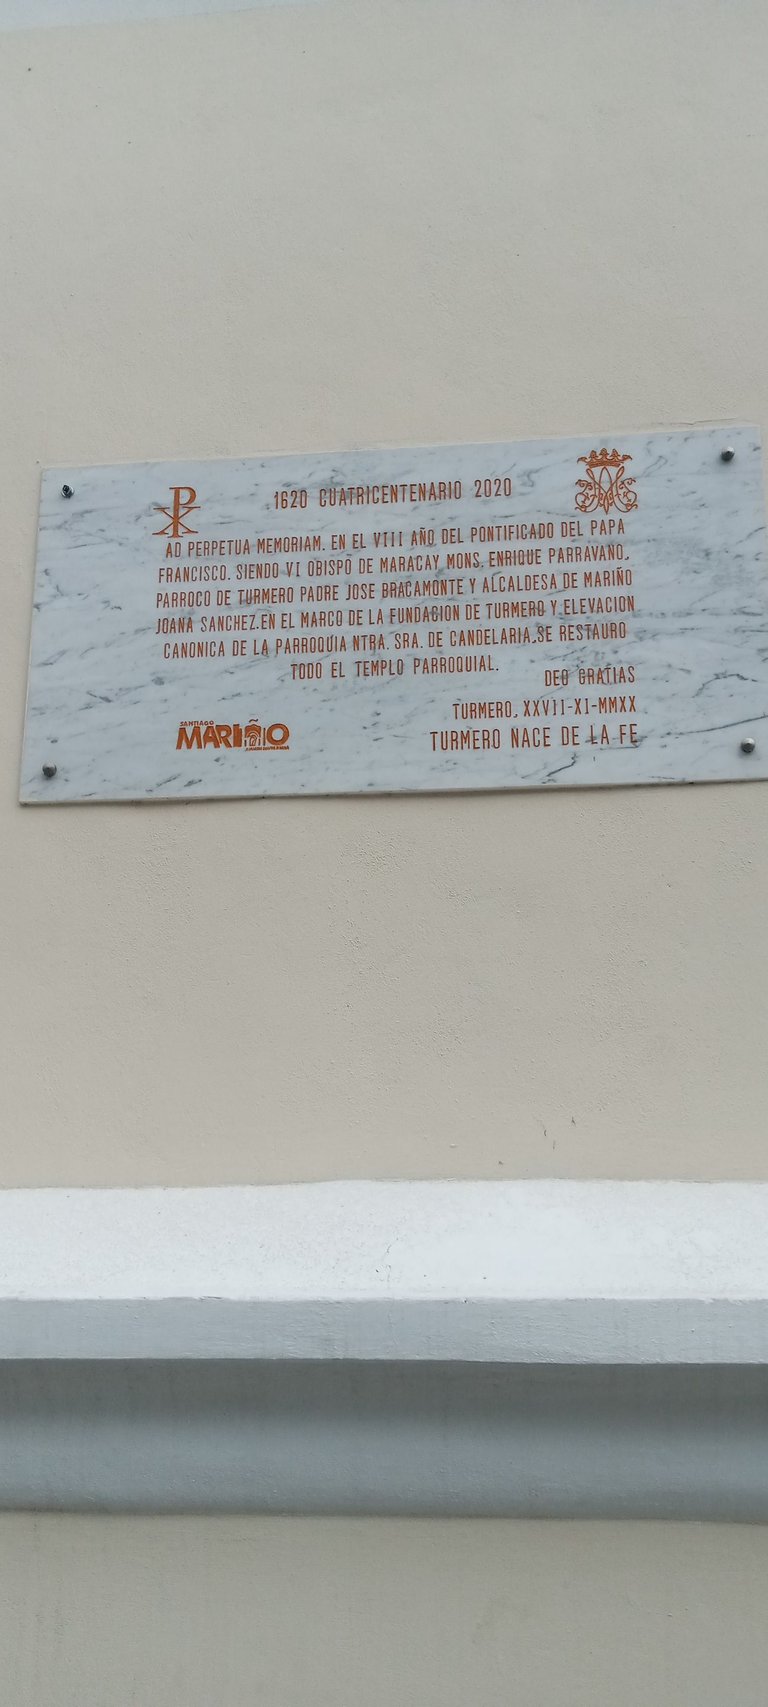 1620 CUATRICENTENARIO 2020
AD PERPETUA MEMORIAM. EN EL VIII AÑO DEL PONTIFICADO DEL PAPA
FRANCISCO. SIENDO VI OBISPO DE MARACAY MONS. ENRIQUE PARRAVANO.
PARROCO DE TURMERO PADRE JOSE BRACAMONTE Y ALCALDESA DE MARIÑO
JOANA SANCHEZ.EN EL MARCO DE LA FUNDACION DE TURMERO Y ELEVACION
CANONICA DE LA PARROQUIA NTRA. SRA. DE CANDELARIA.SE RESTAURO
TODO EL TEMPLO PARROQUIAL.
DEO GRATIAS
TURMERO. XXVII-XI-MMXX
TURMERO NACE DE LA FE
SANTIAGO
MARIÑO